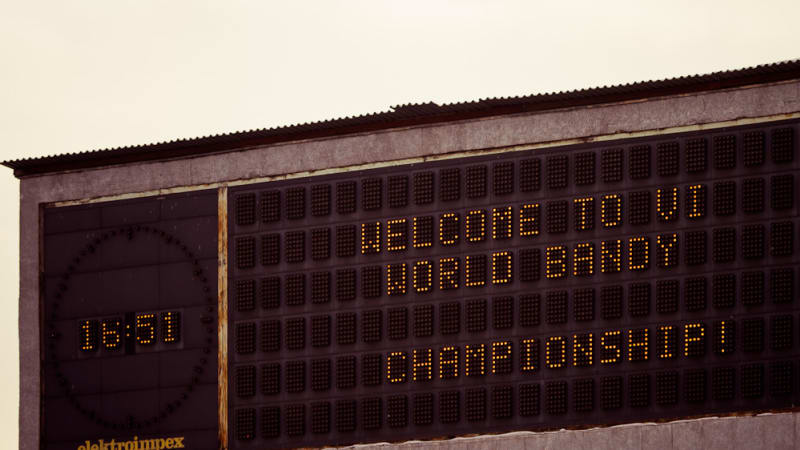 WELCOME TO VI
WORLD BANDY
CHAMPIONSHIP!
16:51
elektroimpex